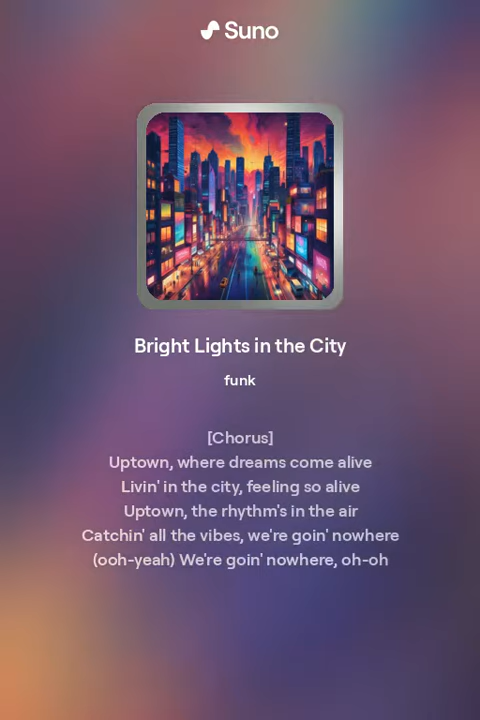 Suno
Bright Lights in the City
funk
[Chorus]
Uptown, where dreams come alive
Livin' in the city, feeling so alive
Uptown, the rhythm's in the air
Catchin' all the vibes, we're goin' nowhere
(ooh-yeah) We're goin' nowhere, oh-oh